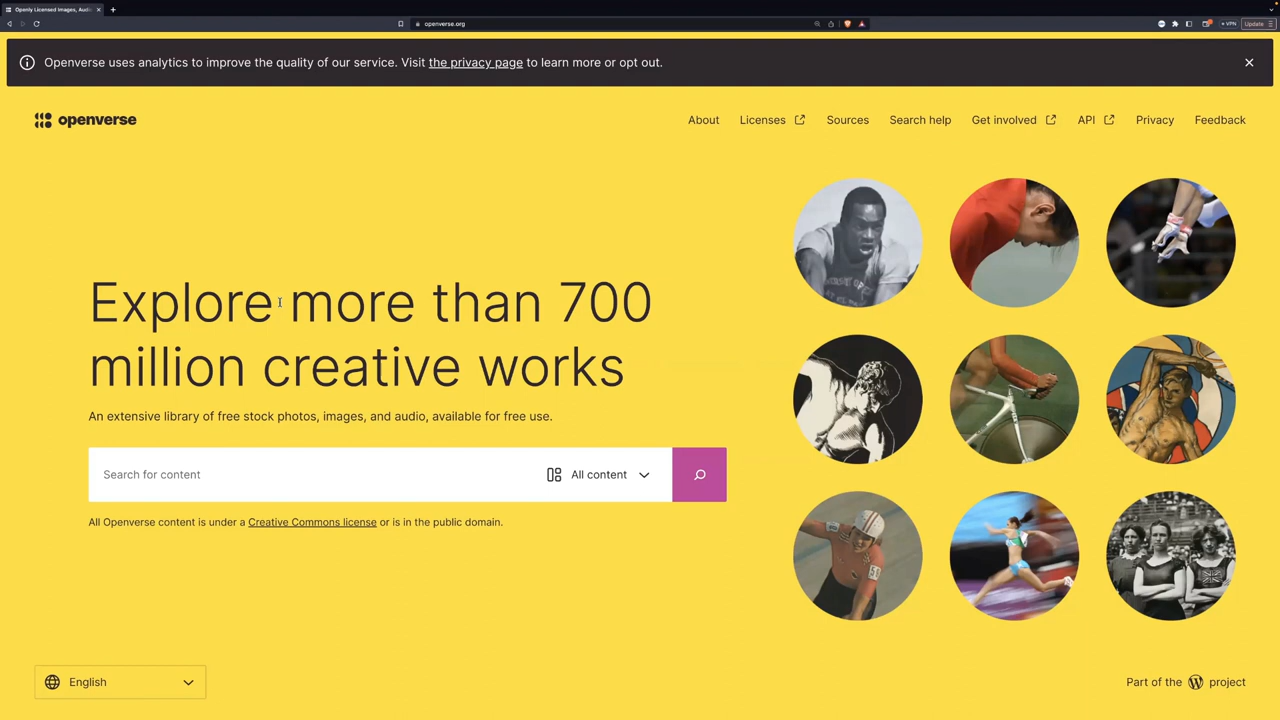 Openly Licensed Images, Audi
openverse.org
VPN
Update
Openverse uses analytics to improve the quality of our service. Visit the privacy page to learn more or opt out.
openverse
About
Licenses
Sources
Search help
Get involved
API
Privacy
Feedback
Explore more than 700
million creative works
An extensive library of free stock photos, images, and audio, available for free use.
Search for content
All content
All Openverse content is under a Creative Commons license or is in the public domain.
English
Part of the
project